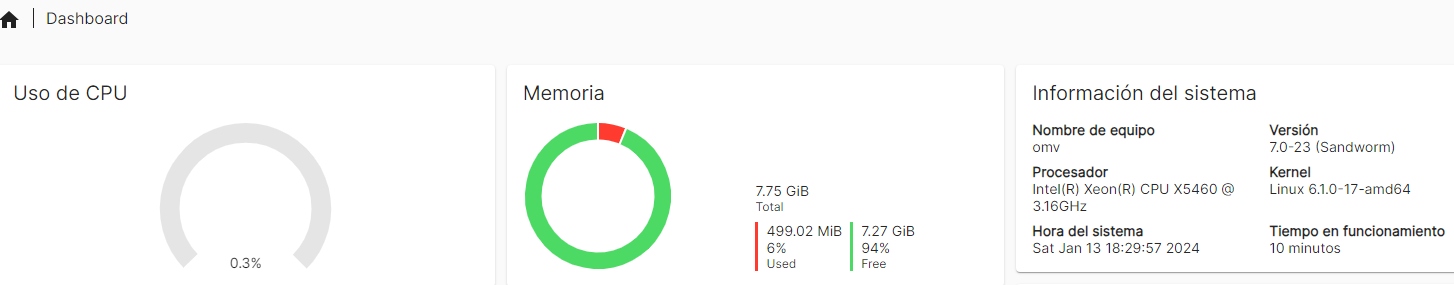 Dashboard
Uso de CPU
0.3%
Memoria
7.75 GiB
Total
499.02 MiB
6%
Used
7.27 GiB
94%
Free
Información del sistema
Nombre de equipo
omv
Versión
7.0-23 (Sandworm)
Procesador
Intel(R) Xeon(R) CPU X5460 @
3.16GHz
Kernel
Linux 6.1.0-17-amd64
Hora del sistema
Sat Jan 13 18:29:57 2024
Tiempo en funcionamiento
10 minutos